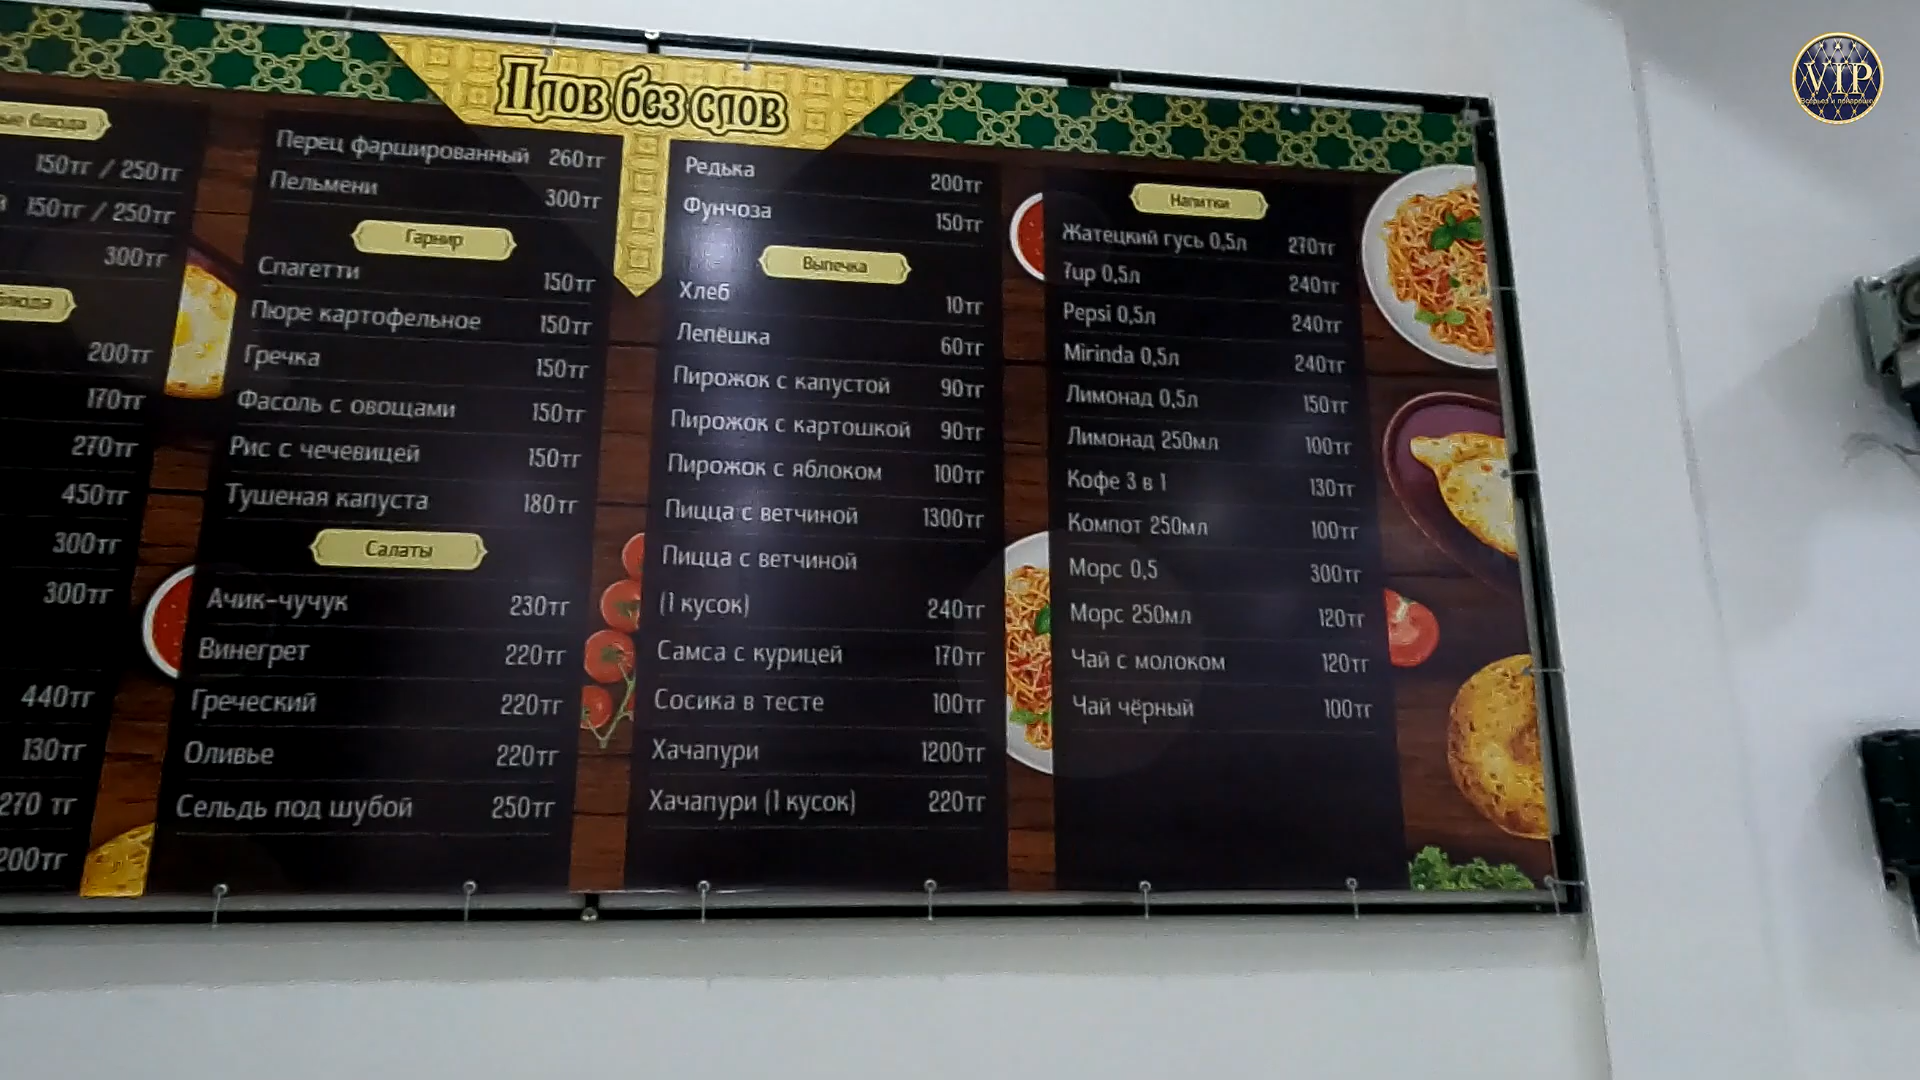 Плов без слов
ые блюда
150тг / 250тг
150тг / 250тг
300тг
блюда
200тг
170тг
270тг
450тг
300тг
300тг
440тг
130тг
270 тг
200тг
Перец фаршированный 260тг
Пельмени 300тг
Гарнир
Спагетти 150тг
Пюре картофельное 150тг
Гречка 150тг
Фасоль с овощами 150тг
Рис с чечевицей 150тг
Тушеная капуста 180тг
Салаты
Ачик-чучук 230тг
Винегрет 220тг
Греческий 220тг
Оливье 220тг
Сельдь под шубой 250тг
Редька 200тг
Фунчоза 150тг
Выпечка
Хлеб 10тг
Лепёшка 60тг
Пирожок с капустой 90тг
Пирожок с картошкой 90тг
Пирожок с яблоком 100тг
Пицца с ветчиной 1300тг
Пицца с ветчиной
(1 кусок) 240тг
Самса с курицей 170тг
Сосика в тесте 100тг
Хачапури 1200тг
Хачапури (1 кусок) 220тг
Напитки
Жатецкий гусь 0,5л 270тг
7up 0,5л 240тг
Pepsi 0,5л 240тг
Mirinda 0,5л 240тг
Лимонад 0,5л 150тг
Лимонад 250мл 100тг
Кофе 3 в 1 130тг
Компот 250мл 100тг
Морс 0,5 300тг
Морс 250мл 120тг
Чай с молоком 120тг
Чай чёрный 100тг
VIP